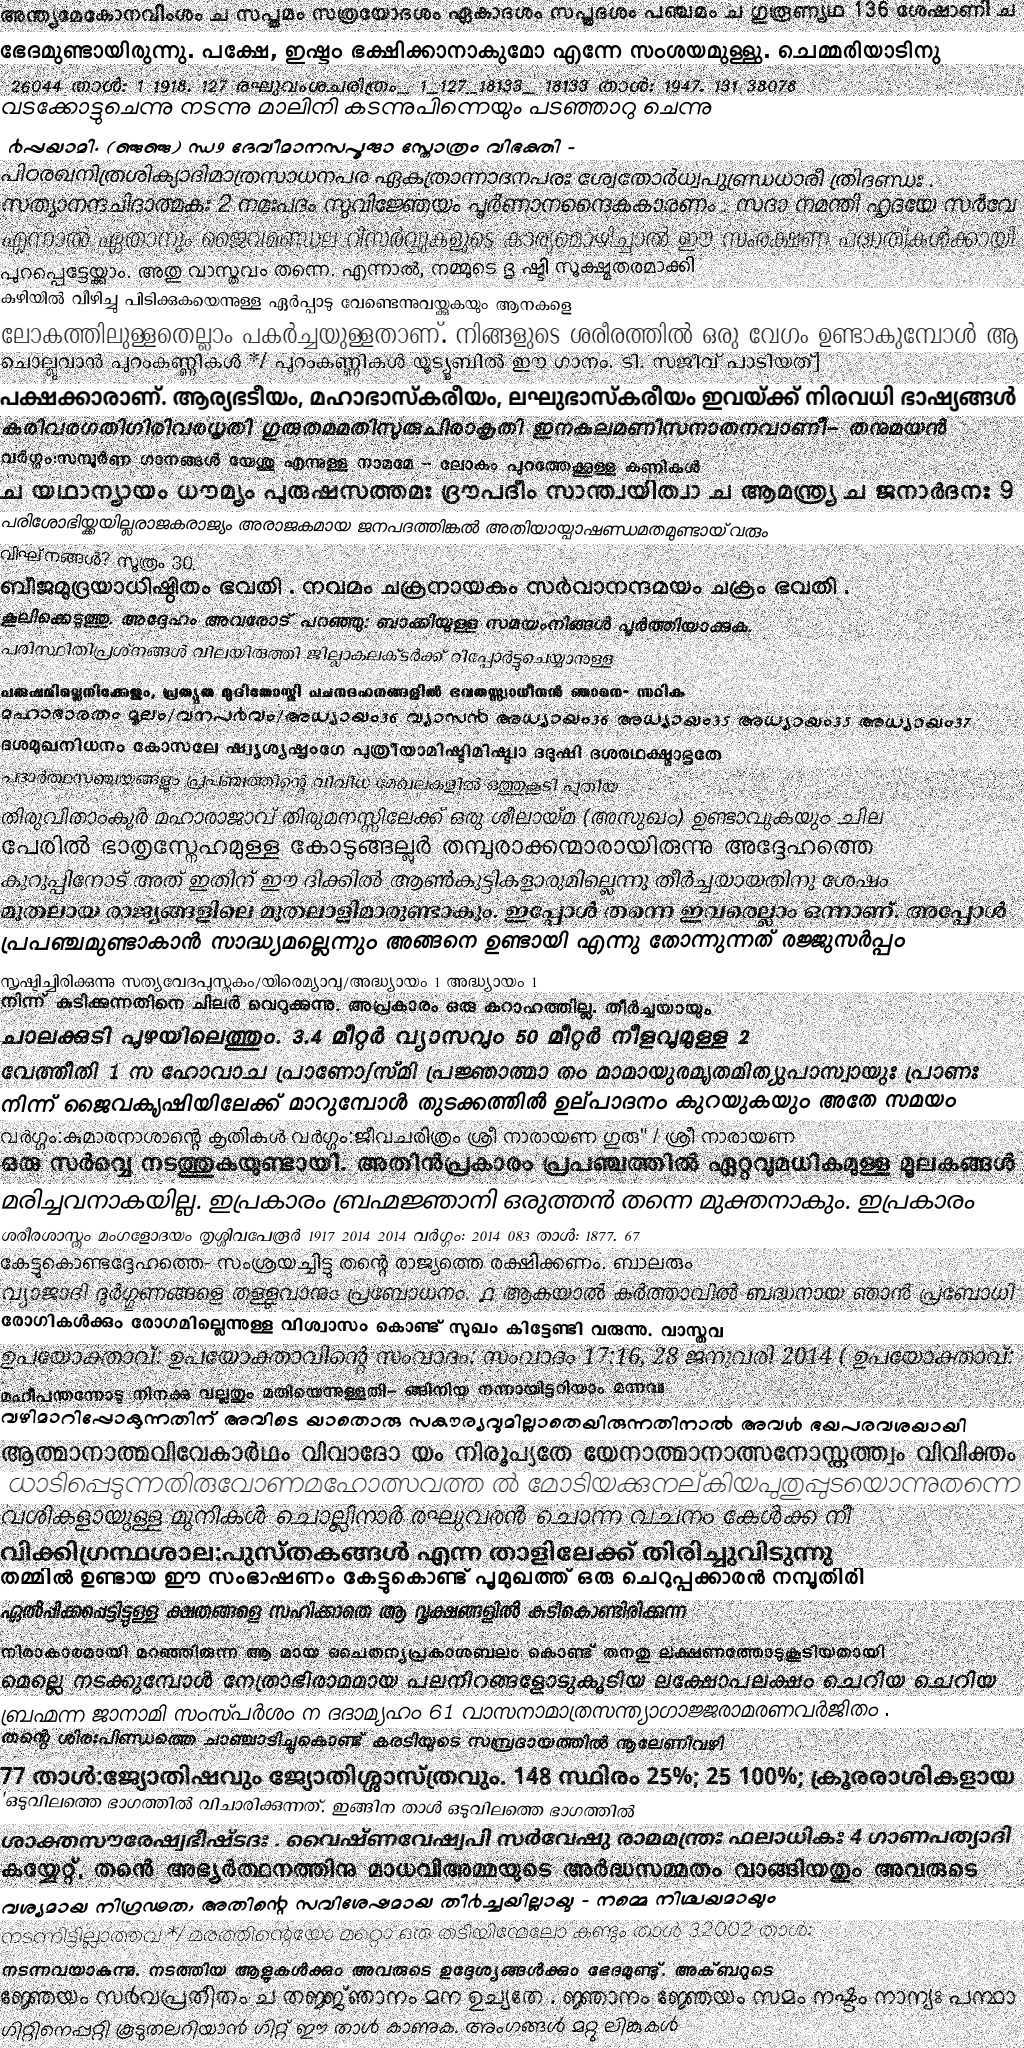 അന്ത്യമേകോനവിംശം ച സപ്തമം സത്രയോദശം ഏകാദശം സപ്തദശം പഞ്ചമം ച ഗുരൂണ്യഥ 136 ശേഷാണി ച
ഭേദമുണ്ടായിരുന്നു. പക്ഷേ, ഇഷ്ടം ഭക്ഷിക്കാനാകുമോ എന്നേ സംശയമുള്ളൂ. ചെമ്മരിയാടിനു
26044 താൾ: 1 1918. 127 രഘുവംശചരിത്രം_ 1_127_18133_ 18133 താൾ: 1947. 131 38078
വടക്കോട്ടുചെന്നു നടന്നു മാലിനി കടന്നുപിന്നെയും പടഞ്ഞാറു ചെന്നു
ർപ്പയാമി. (ഞ്ചഞ്ചു) ദേവീമാനസപൂജാ സ്തോത്രം വിഭക്തി -
പിഠരഖനിത്രശിക്യാദിമാത്രസാധനപര ഏകത്രാന്നാദനപരഃ ശ്വേതോർധ്വപുണ്ഡ്രധാരീ ത്രിദണ്ഡഃ .
സത്യാനന്ദചിദാത്മകഃ 2 നമഃപദം സുവിജ്ഞേയം പൂർണാനന്ദൈകകാരണം . സദാ നമന്തി ഹൃദയേ സർവേ
എന്നാൽ ഏതാനും ജൈവമണ്ഡല റിസർവുകളുടെ കാര്യമൊഴിച്ചാൽ ഈ സംരക്ഷണ പദ്ധതികൾക്കായി
പുറപ്പെട്ടേയ്ക്കാം. അതു വാസ്തവം തന്നെ. എന്നാൽ, നമ്മുടെ ദൃ ഷ്ടി സൂക്ഷ്മതരമാക്കി
കുഴിയിൽ വീഴിച്ചു പിടിക്കുകയെന്നുള്ള ഏർപ്പാടു വേണ്ടെന്നുവയ്ക്കുകയും ആനകളെ
ലോകത്തിലുള്ളതെല്ലാം പകർച്ചയുള്ളതാണ്. നിങ്ങളുടെ ശരീരത്തിൽ ഒരു വേഗം ഉണ്ടാകുമ്പോൾ ആ
ചൊല്ലുവാൻ പുറംകണ്ണികൾ */ പുറംകണ്ണികൾ യൂട്യൂബിൽ ഈ ഗാനം. ടി. സജീവ് പാടിയത്]
പക്ഷക്കാരാണ്. ആര്യഭടീയം, മഹാഭാസ്കരീയം, ലഘുഭാസ്കരീയം ഇവയ്ക്ക് നിരവധി ഭാഷ്യങ്ങൾ
കരിവരഗതിഗിരിവരധൃതി ഗുരുതമമതിസുരുചിരാകൃതി ഇനകുലമണിസനാതനവാണീ– തനുമയൻ
വർഗ്ഗം:സമ്പൂർണ ഗാനങ്ങൾ യേശു എന്നുള്ള നാമമേ - ലോകം പുറത്തേക്കുള്ള കണ്ണികൾ
ച യഥാന്യായം ധൗമ്യം പുരുഷസത്തമഃ ദ്രൗപദീം സാന്ത്വയിത്വാ ച ആമന്ത്ര്യ ച ജനാർദനഃ 9
പരിശോഭിയ്ക്കയില്ലരാജകരാജ്യം അരാജകമായ ജനപദത്തിങ്കൽ അതിയായ്പാഷണ്ഡമതമുണ്ടായ് വരും
വിഘ്നങ്ങൾ? സൂത്രം 30.
ബീജമുദ്രയാധിഷ്ഠിതം ഭവതി . നവമം ചക്രനായകം സർവാനന്ദമയം ചക്രം ഭവതി .
കൂലിക്കെടുത്തു. അദ്ദേഹം അവരോട് പറഞ്ഞു: ബാക്കിയുള്ള സമയംനിങ്ങൾ പൂർത്തിയാക്കുക.
പരിസ്ഥിതിപ്രശ്നങ്ങൾ വിലയിരുത്തി ജില്ലാകലക്ടർക്ക് റിപ്പോർട്ടുചെയ്യാനുള്ള
പരുഷമില്ലെനിക്കേളും, പ്രത്യുത മുദിതോസ്മി പചനദഹനങ്ങളിൽ ഭവതസ്സ്വാധീനൻ ഞാനെ– ന്നധിക
മഹാഭാരതം മൂലം/വനപർവം/അധ്യായം36 വ്യാസൻ അധ്യായം36 അധ്യായം35 അധ്യായം35 അധ്യായം37
ദശമുഖനിധനം കോസലേ ഷ്വൃശ്യഷൃംഗേ പുത്രീയാമിഷ്ടിമിഷ്ട്വാ ദദുഷി ദശരഥക്ഷ്മാഭൃതേ
പദാർത്ഥസഞ്ചയങ്ങളും പ്രപഞ്ചത്തിന്റെ വിവിധ മേഖലകളിൽ ഒത്തുകൂടി പുതിയ
തിരുവിതാംകൂർ മഹാരാജാവ് തിരുമനസ്സിലേക്ക് ഒരു ശീലായ്മ (അസുഖം) ഉണ്ടാവുകയും ചില
പേരിൽ ഭാതൃസ്നേഹമുള്ള കോടുങ്ങല്ലൂർ തമ്പുരാക്കന്മാരായിരുന്നു അദ്ദേഹത്തെ
കുറുപ്പിനോട് അത് ഇതിന് ഈ ദിക്കിൽ ആൺകുട്ടികളാരുമില്ലെന്നു തീർച്ചയായതിനു ശേഷം
മുതലായ രാജ്യങ്ങളിലെ മുതലാളിമാരുണ്ടാകും. ഇപ്പോൾ തന്നെ ഇവരെല്ലാം ഒന്നാണ്. അപ്പോൾ
പ്രപഞ്ചമുണ്ടാകാൻ സാദ്ധ്യമല്ലെന്നും അങ്ങനെ ഉണ്ടായി എന്നു തോന്നുന്നത് രജ്ജുസർപ്പം
സൃഷ്ടിച്ചിരിക്കുന്നു സത്യവേദപുസ്തകം/യിരെമ്യാവു/അദ്ധ്യായം 1 അദ്ധ്യായം 1
നിന്ന് കുടിക്കുന്നതിനെ ചിലർ വെറുക്കുന്നു. അപ്രകാരം ഒരു കറാഹത്തില്ല. തീർച്ചയായും
ചാലക്കുടി പുഴയിലെത്തും. 3.4 മീറ്റർ വ്യാസവും 50 മീറ്റർ നീളവുമുള്ള 2
വേത്തീതി 1 സ ഹോവാച പ്രാണോഽസ്മി പ്രജ്ഞാത്മാ തം മാമായുരമൃതമിത്യുപാസ്വായുഃ പ്രാണഃ
നിന്ന് ജൈവകൃഷിയിലേക്ക് മാറുമ്പോൾ തുടക്കത്തിൽ ഉല്പാദനം കുറയുകയും അതേ സമയം
വർഗ്ഗം:കുമാരനാശാന്റെ കൃതികൾ വർഗ്ഗം:ജീവചരിത്രം ശ്രീ നാരായണ ഗുരു" / ശ്രീ നാരായണ
ഒരു സർവ്വെ നടത്തുകയുണ്ടായി. അതിൻപ്രകാരം പ്രപഞ്ചത്തിൽ ഏറ്റവുമധികമുള്ള മൂലകങ്ങൾ
മരിച്ചവനാകയില്ല. ഇപ്രകാരം ബ്രഹ്മജ്ഞാനി ഒരുത്തൻ തന്നെ മുക്തനാകും. ഇപ്രകാരം
ശരീരശാസ്ത്രം മംഗളോദയം തൃശ്ശിവപേരൂർ 1917 2014 2014 വർഗ്ഗം: 2014 083 താൾ: 1877. 67
കേട്ടുകൊണ്ടദ്ദേഹത്തെ– സംശ്രയച്ചിട്ടു തന്റെ രാജ്യത്തെ രക്ഷിക്കണം. ബാലരും
വ്യാജാദി ദുർഗ്ഗുണങ്ങളെ തള്ളുവാനും പ്രബോധനം. ഹ ആകയാൽ കർത്താവിൽ ബദ്ധനായ ഞാൻ പ്രബോധി
രോഗികൾക്കും രോഗമില്ലെന്നുള്ള വിശ്വാസം കൊണ്ട് സുഖം കിട്ടേണ്ടി വരുന്നു. വാസ്തവ
ഉപയോക്താവ്: ഉപയോക്താവിന്റെ സംവാദം: സംവാദം 17:16, 28 ജനുവരി 2014 ( ഉപയോക്താവ്:
മഹീപന്തന്നോടു നിനക്കു വല്ലതും മതിയെന്നുള്ളതി– ങ്ങിനിയ്യ നന്നായിട്ടറിയാം മന്നവ!
വഴിമാറിപ്പോകുന്നതിന് അവിടെ യാതൊരു സൗകര്യവുമില്ലാതെയിരുന്നതിനാൽ അവൾ ഭയപരവശയായി
ആത്മാനാത്മവിവേകാർഥം വിവാദോ യം നിരൂപ്യതേ യേനാത്മാനാത്മനോസ്തത്ത്വം വിവിക്തം
ധാടിപ്പെടുന്നതിരുവോണമഹോത്സവത്ത ൽ മോടിയക്കുനല്കിയപുതുപ്പുടയൊന്നുതന്നെ
വശികളായുള്ള മുനികൾ ചൊല്ലിനാർ രഘുവരൻ ചൊന്ന വചനം കേൾക്ക നീ
വിക്കിഗ്രന്ഥശാല:പുസ്തകങ്ങൾ എന്ന താളിലേക്ക് തിരിച്ചുവിടുന്നു
തമ്മിൽ ഉണ്ടായ ഈ സംഭാഷണം കേട്ടുകൊണ്ട് പൂമുഖത്ത് ഒരു ചെറുപ്പക്കാരൻ നമ്പൂതിരി
ഏൽപ്പിക്കപ്പെട്ടിട്ടുള്ള ക്ഷതങ്ങളെ സഹിക്കാതെ ആ വൃക്ഷങ്ങളിൽ കുടികൊണ്ടിരിക്കുന്ന
നിരാകാരമായി മറഞ്ഞിരുന്ന ആ മായ ചൈതന്യപ്രകാശബലം കൊണ്ട് തനതു ലക്ഷണത്തോടുകൂടിയതായി
മെല്ലെ നടക്കുമ്പോൾ നേത്രാഭിരാമമായ പലനിറങ്ങളോടുകൂടിയ ലക്ഷോപലക്ഷം ചെറിയ ചെറിയ
ബ്രഹ്മന്ന ജാനാമി സംസ്പർശം ന ദദാമ്യഹം 61 വാസനാമാത്രസന്ത്യാഗാജ്ജരാമരണവർജിതം .
തന്റെ ശിരഃപിണ്ഡത്തെ ചാഞ്ചാടിച്ചുകൊണ്ട് കരടിയുടെ സമ്പ്രദായത്തിൽ നൂലേണിവഴി
77 താൾ:ജ്യോതിഷവും ജ്യോതിശ്ശാസ്ത്രവും. 148 സ്ഥിരം 25%; 25 100%; ക്രൂരരാശികളായ
'ഒടുവിലത്തെ ഭാഗത്തിൽ വിചാരിക്കുന്നത്. ഇങ്ങിന താൾ ഒടുവിലത്തെ ഭാഗത്തിൽ
ശാക്തസൗരേഷ്വഭീഷ്ടദഃ . വൈഷ്ണവേഷ്വപി സർവേഷു രാമമന്ത്രഃ ഫലാധികഃ 4 ഗാണപത്യാദി
കയ്യേറ്റ്, തൻെ അഭ്യർത്ഥനത്തിനു മാധവിഅമ്മയുടെ അർദ്ധസമ്മതം വാങ്ങിയതും അവരുടെ
വശ്യമായ നിഗ്രഢത, അതിന്റെ സവിശേഷമായ തീർച്ചയില്ലായ്മ - നമ്മെ നിശ്ചയമായും
നടന്നിട്ടില്ലാത്തവ */ മരത്തിന്റെയോ മറ്റൊ ഒരു തടിയിന്മേലോ കണ്ടും താൾ 32002 താൾ:
നടന്നവയാകുന്നു. നടത്തിയ ആളുകൾക്കും അവരുടെ ഉദ്ദേശ്യങ്ങൾക്കും ഭേദമുണ്ടു്. അക്ബറുടെ
ജ്ഞേയം സർവപ്രതീതം ച തജ്ജ്ഞാനം മന ഉച്യതേ . ജ്ഞാനം ജ്ഞേയം സമം നഷ്ടം നാന്യഃ പന്ഥാ
ഗിറ്റിനെപ്പറ്റി കൂടുതലറിയാൻ ഗിറ്റ് ഈ താൾ കാണുക. അംഗങ്ങൾ മറ്റു ലിങ്കുകൾ